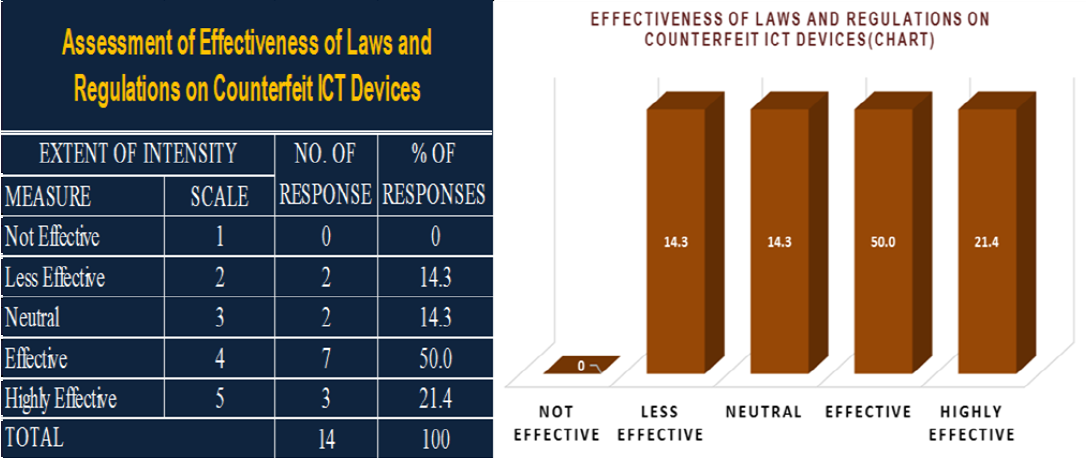 Assessment of Effectiveness of Laws and
Regulations on Counterfeit ICT Devices
EXTENT OF INTENSITY NO. OF % OF
MEASURE SCALE RESPONSE RESPONSES
Not Effective 1 0 0
Less Effective 2 2 14.3
Neutral 3 2 14.3
Effective 4 7 50.0
Highly Effective 5 3 21.4
TOTAL 14 100
EFFECTIVENESS OF LAWS AND REGULATIONS ON
COUNTERFEIT ICT DEVICES(CHART)
0 14.3 14.3 50.0 21.4
NOT LESS NEUTRAL EFFECTIVE HIGHLY
EFFECTIVE EFFECTIVE EFFECTIVE